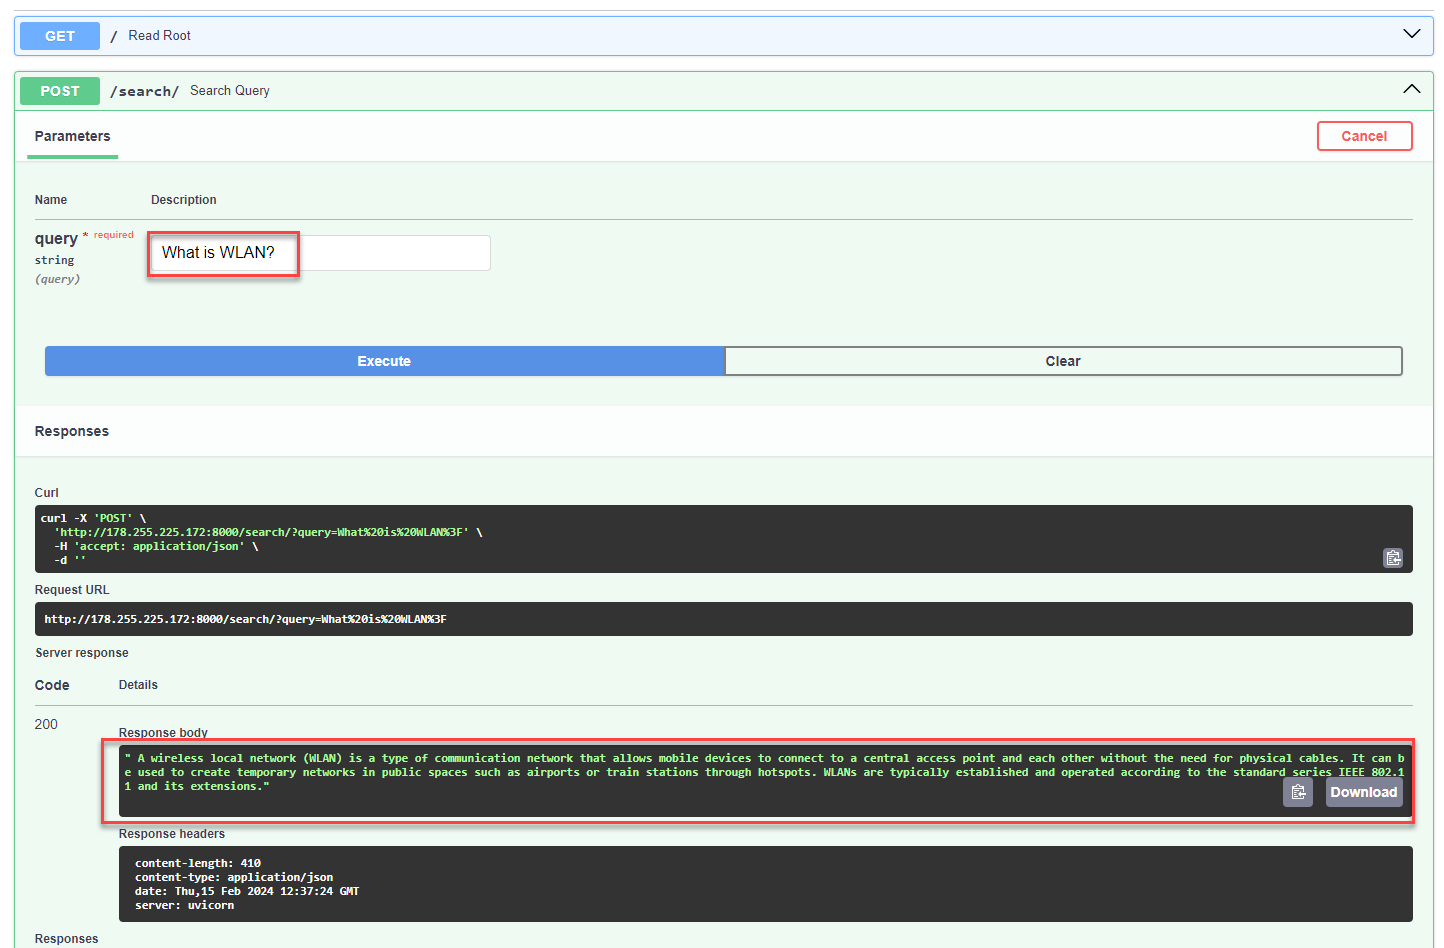 GET / Read Root
POST /search/ Search Query
Parameters Cancel
Name Description
query * required What is WLAN?
string
(query)
Execute Clear
Responses
Curl
curl -X 'POST' \
'http://178.255.225.172:8000/search/?query=What%20is%20WLAN%3F' \
-H 'accept: application/json' \
-d ''
Request URL
http://178.255.225.172:8000/search/?query=What%20is%20WLAN%3F
Server response
Code Details
200
Response body
" A wireless local network (WLAN) is a type of communication network that allows mobile devices to connect to a central access point and each other without the need for physical cables. It can b
e used to create temporary networks in public spaces such as airports or train stations through hotspots. WLANs are typically established and operated according to the standard series IEEE 802.1
1 and its extensions."
Download
Response headers
content-length: 410
content-type: application/json
date: Thu,15 Feb 2024 12:37:24 GMT
server: uvicorn
Responses